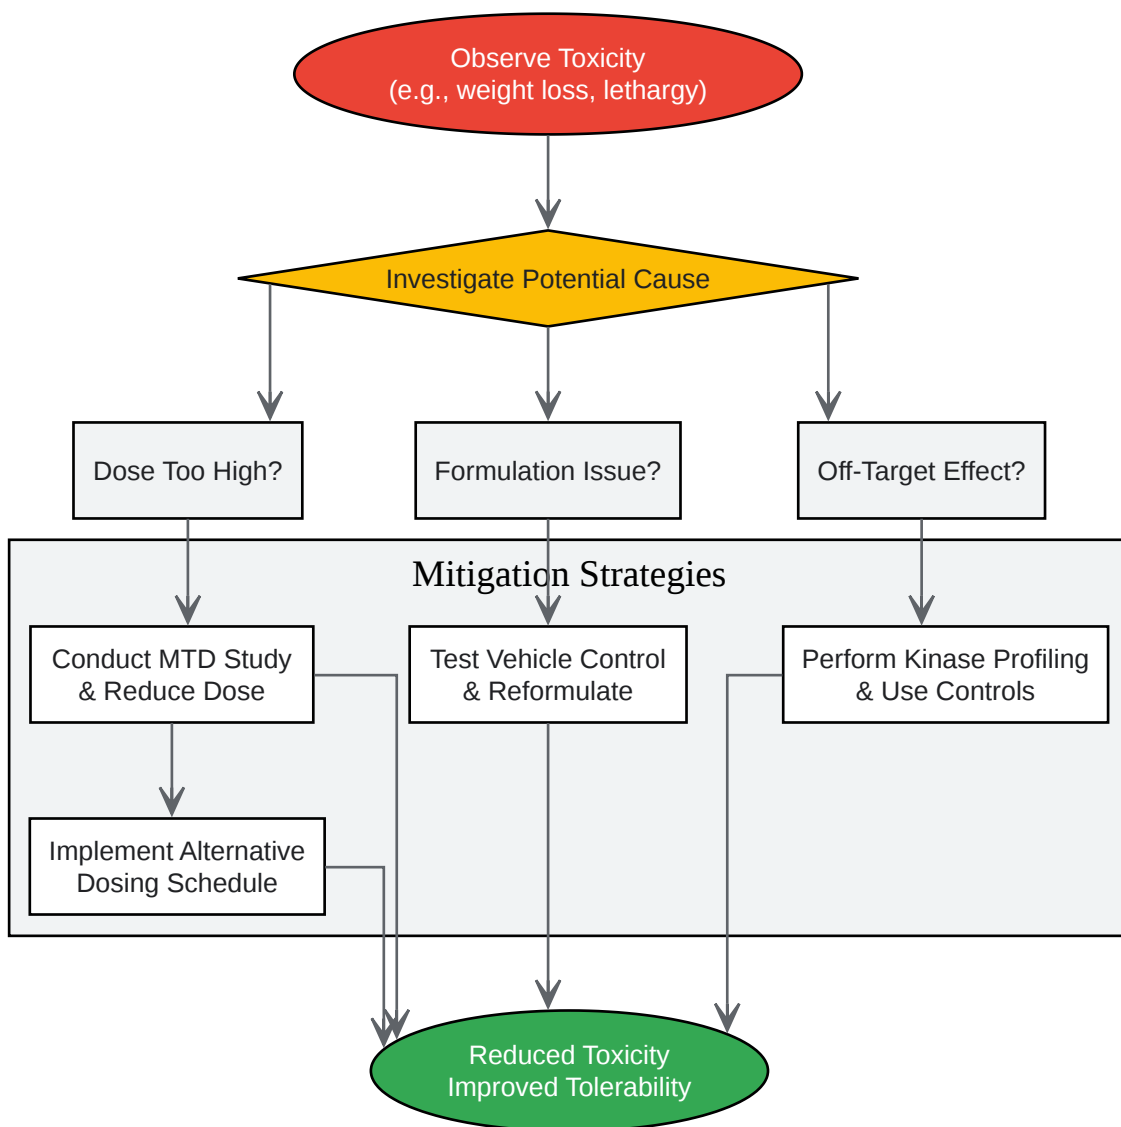 Observe Toxicity
(e.g., weight loss, lethargy)
Investigate Potential Cause
Dose Too High?
Formulation Issue?
Off-Target Effect?
Mitigation Strategies
Conduct MTD Study
& Reduce Dose
Test Vehicle Control
& Reformulate
Perform Kinase Profiling
& Use Controls
Implement Alternative
Dosing Schedule
Reduced Toxicity
Improved Tolerability